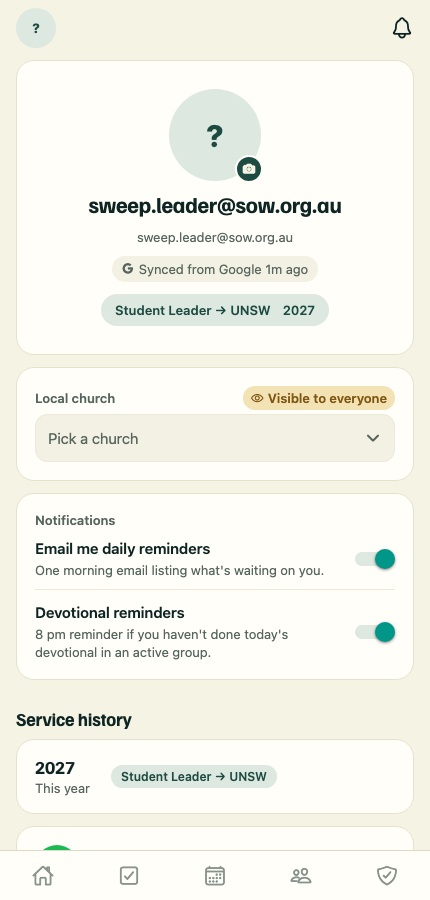 ?
?
sweep.leader@sow.org.au
sweep.leader@sow.org.au
G Synced from Google 1m ago
Student Leader → UNSW 2027
Local church
Visible to everyone
Pick a church
Notifications
Email me daily reminders
One morning email listing what's waiting on you.
Devotional reminders
8 pm reminder if you haven't done today's
devotional in an active group.
Service history
2027
Student Leader → UNSW
This year